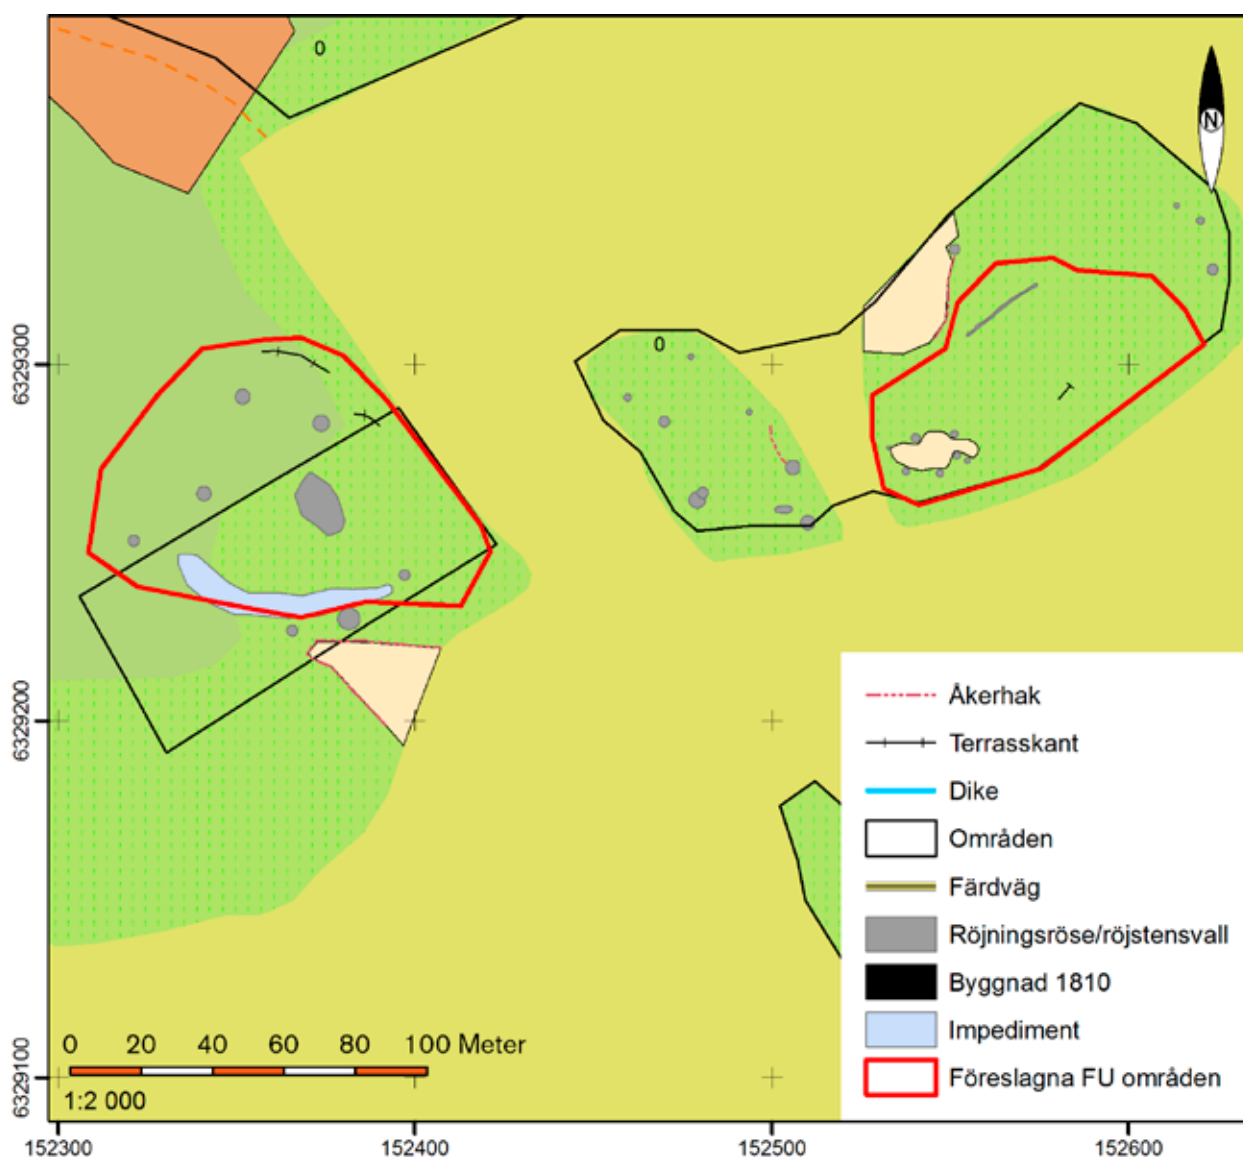 0
N
0
6329300
6329200
6329100
Åkerhak
Terrasskant
Dike
Områden
Färdväg
Röjningsröse/röjstensvall
Byggnad 1810
Impediment
Föreslagna FU områden
0 20 40 60 80 100 Meter
1:2 000
152300 152400 152500 152600